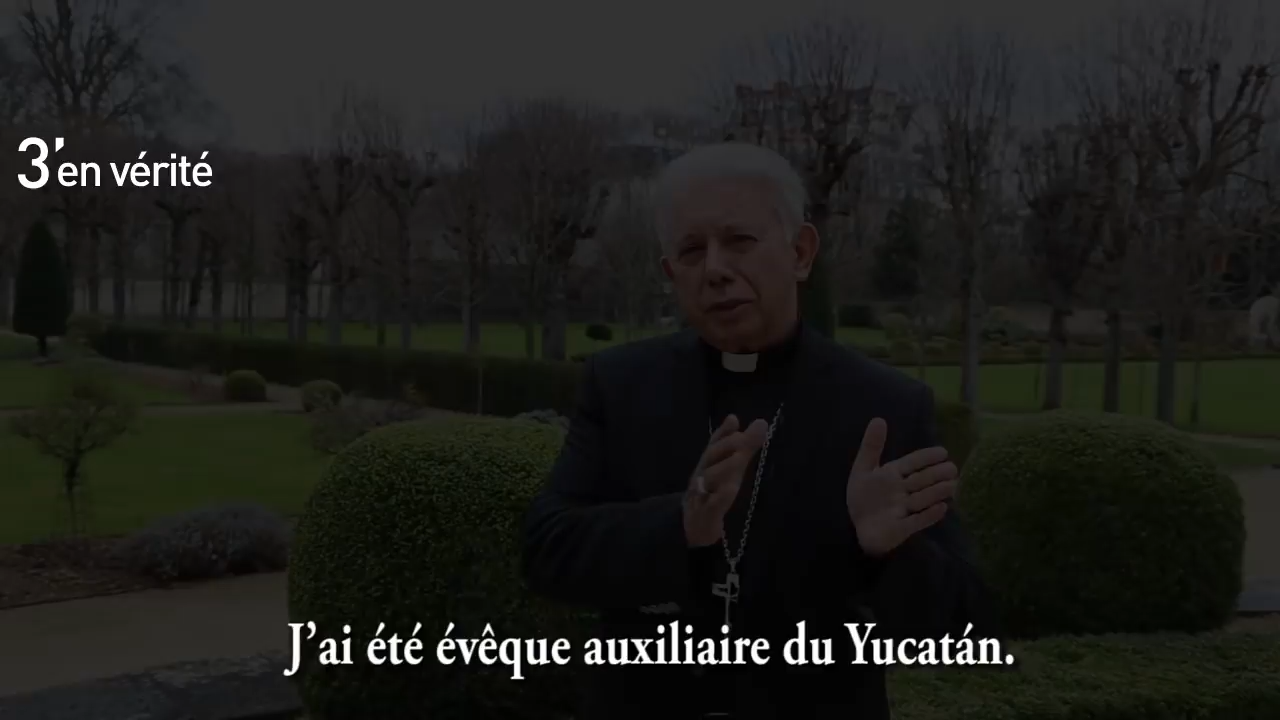 3’en vérité
J’ai été évêque auxiliaire du Yucatán.